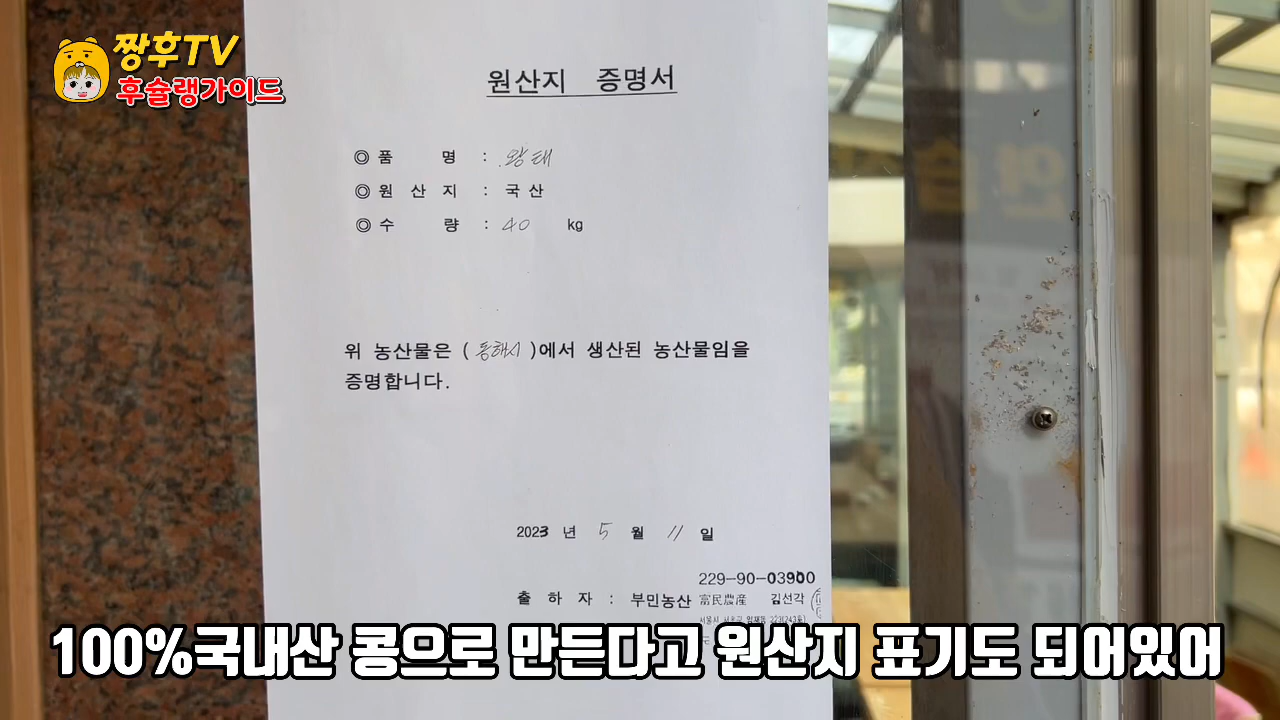 짱후TV
후슐랭가이드
원산지 증명서
◎ 품 명 : 왕태
◎ 원 산 지 : 국 산
◎ 수 량 : 40 kg
위 농산물은 ( 동해시 )에서 생산된 농산물임을
증명합니다.
2023 년 5 월 11 일
229-90-03900
출 하 자 : 부민농산 富民農産 김선각
100%국내산 콩으로 만든다고 원산지 표기도 되어있어